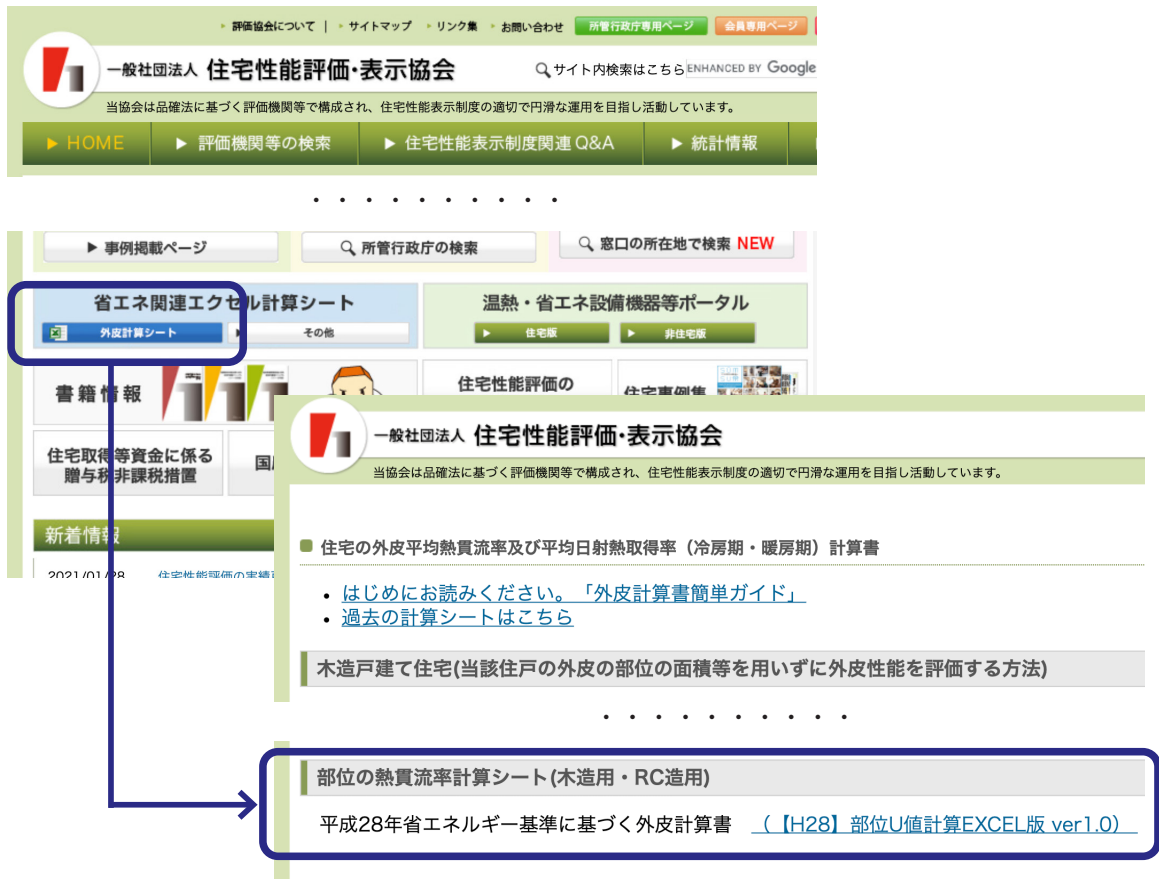 評価協会について | サイトマップ リンク集 お問い合わせ 所管行政庁専用ページ 会員専用ページ
一般社団法人 住宅性能評価・表示協会 サイト内検索はこちら ENHANCED BY Google
当協会は品確法に基づく評価機関等で構成され、住宅性能表示制度の適切で円滑な運用を目指し活動しています。
▶ HOME ▶ 評価機関等の検索 ▶ 住宅性能表示制度関連 Q&A ▶ 統計情報
・・・・・・・・・・
▶ 事例掲載ページ 所管行政庁の検索 窓口の所在地で検索 NEW
省エネ関連エクセル計算シート 温熱・省エネ設備機器等ポータル
外皮計算シート ▶ その他 ▶ 住宅版 ▶ 非住宅版
書籍情報 住宅性能評価の 住宅事例集
住宅取得等資金に係る
贈与税非課税措置
新着情報
2021/01/28 住宅性能評価の実績
一般社団法人 住宅性能評価・表示協会
当協会は品確法に基づく評価機関等で構成され、住宅性能表示制度の適切で円滑な運用を目指し活動しています。
住宅の外皮平均熱貫流率及び平均日射熱取得率（冷房期・暖房期）計算書
• はじめにお読みください。「外皮計算書簡単ガイド」
• 過去の計算シートはこちら
木造戸建て住宅(当該住戸の外皮の部位の面積等を用いずに外皮性能を評価する方法)
・・・・・・・・・・
部位の熱貫流率計算シート(木造用・RC造用)
平成28年省エネルギー基準に基づく外皮計算書 （【H28】部位U値計算EXCEL版 ver1.0）